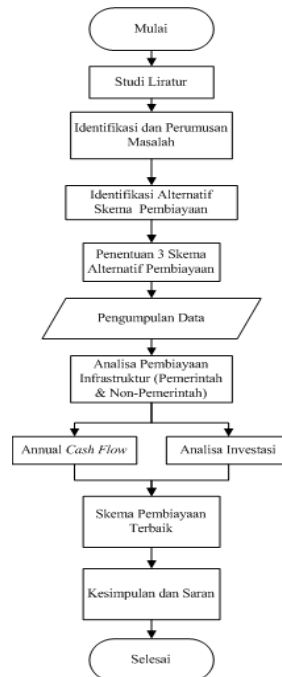 Mulai
Studi Liratur
Identifikasi dan Perumusan
Masalah
Identifikasi Alternatif
Skema Pembiayaan
Penentuan 3 Skema
Alternatif Pembiayaan
Pengumpulan Data
Analisa Pembiayaan
Infrastruktur (Pemerintah
& Non-Pemerintah)
Annual Cash Flow
Analisa Investasi
Skema Pembiayaan
Terbaik
Kesimpulan dan Saran
Selesai